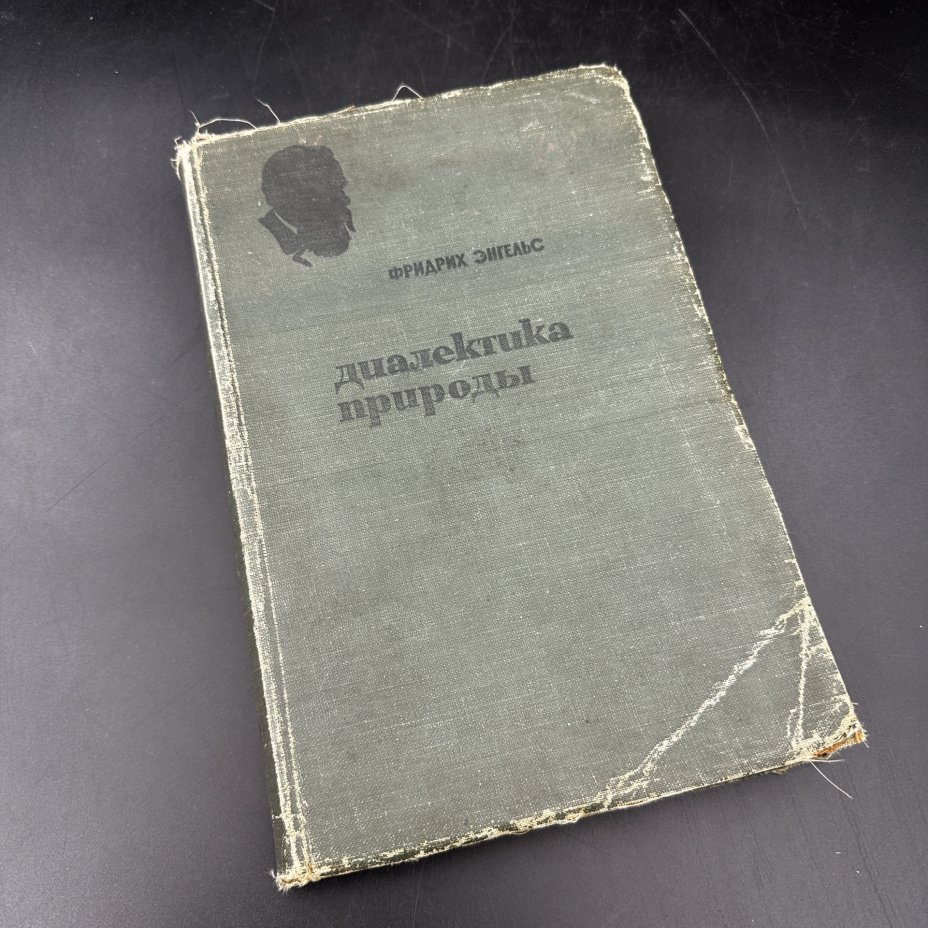 ФРИДРИХ ЭНГЕЛЬС
диалектика
природы